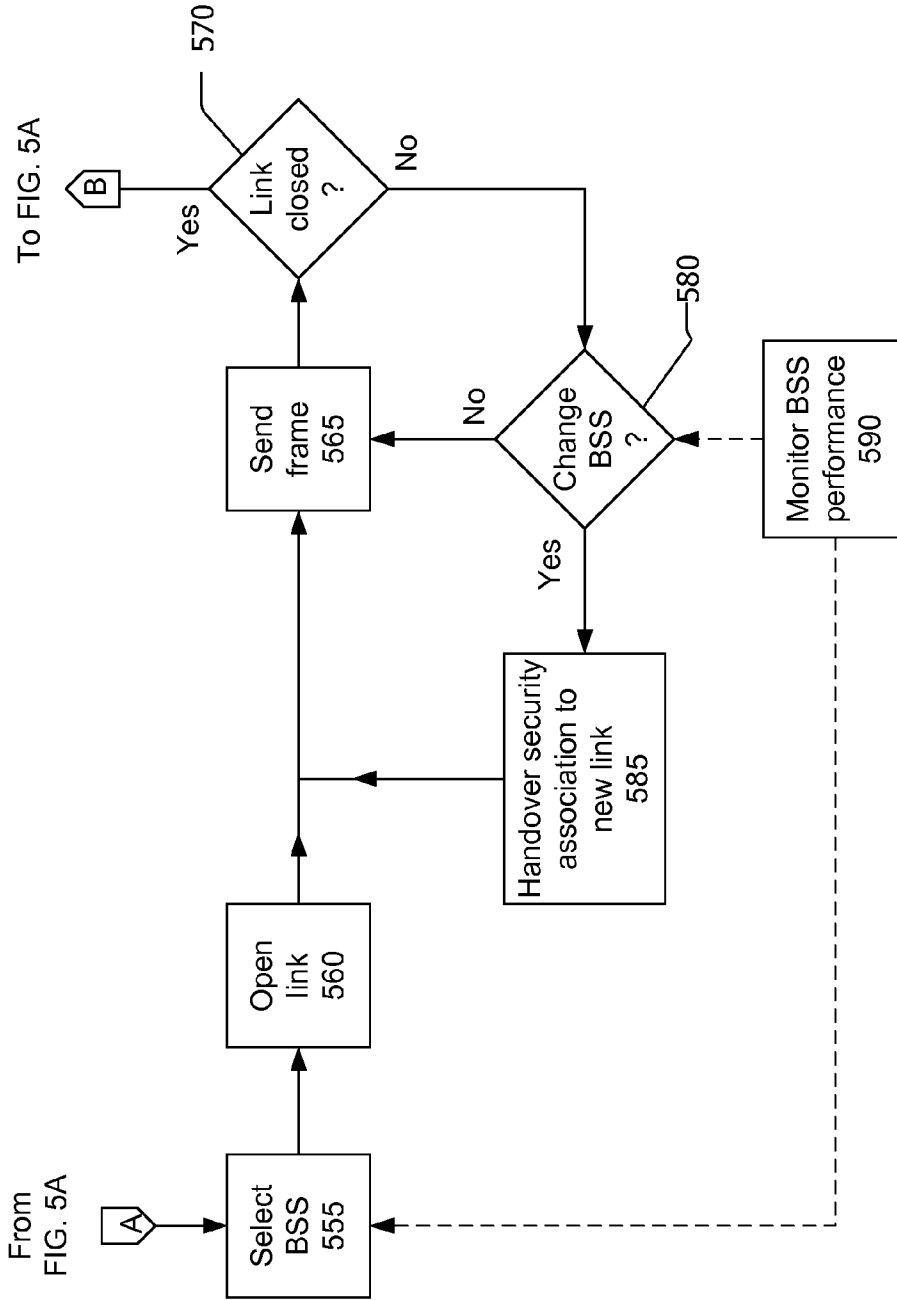 From
FIG. 5A
A
Select
BSS
555
Open
link
560
Send
frame
565
To FIG. 5A
B
Yes
Link
closed
?
570
No
Change
BSS
?
580
No
Yes
Handover security
association to
new link
585
Monitor BSS
performance
590